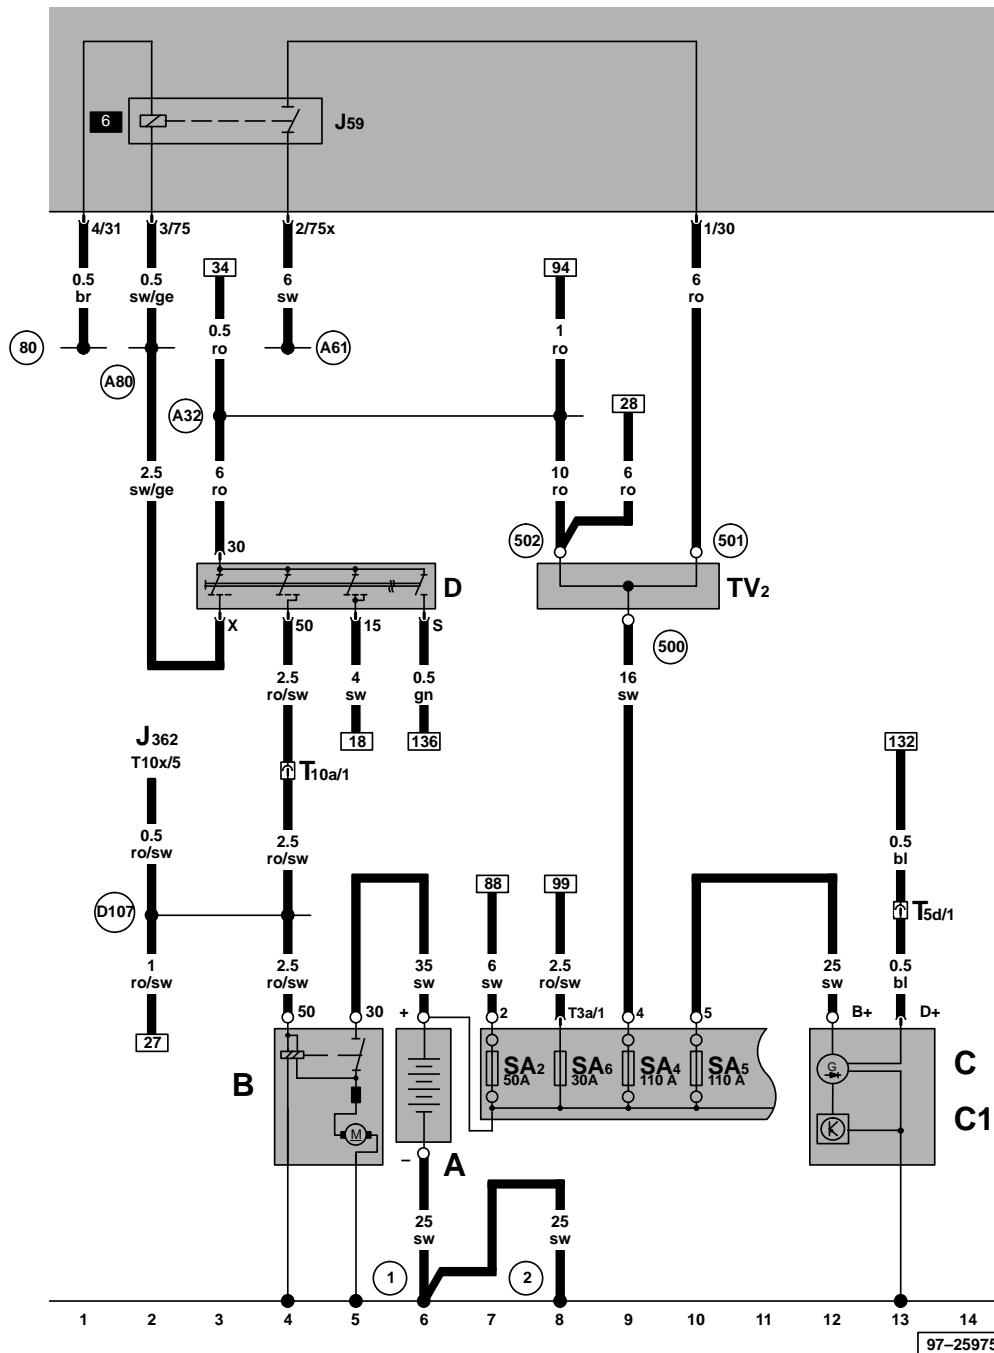 6
J59
4/31 3/75 2/75x 1/30
34 94
0.5 0.5 6 6
br sw/ge sw ro
0.5 1
ro ro
80 A61
A80
A32 28
2.5 6 10 6
sw/ge ro ro ro
502 501
30
D TV2
X 50 15 S
500
2.5 4 0.5 16
ro/sw sw gn sw
J362 18 136 132
T10x/5
T10a/1
0.5 2.5 0.5
ro/sw ro/sw bl
88 99
D107 T5d/1
1 2.5 35 6 2.5 25 0.5
ro/sw ro/sw sw sw ro/sw sw bl
50 30 + 2 T3a/1 4 5 B+ D+
27
SA2 SA6 SA4 SA5 G C
50A 30A 110 A 110 A
B
C1
M
– A
25 25
sw sw
1 2
1 2 3 4 5 6 7 8 9 10 11 12 13 14
97–25975